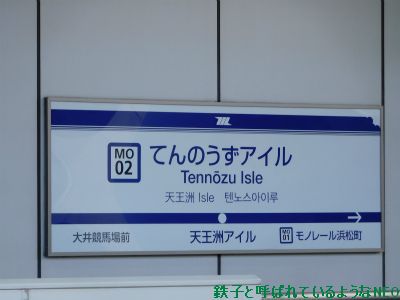 MO
02
てんのうずアイル
Tennōzu Isle
天王洲 Isle 텐노스아이루
大井競馬場前
天王洲アイル
MO
01
モノレール浜松町
鉄子と呼ばれているようなNEO